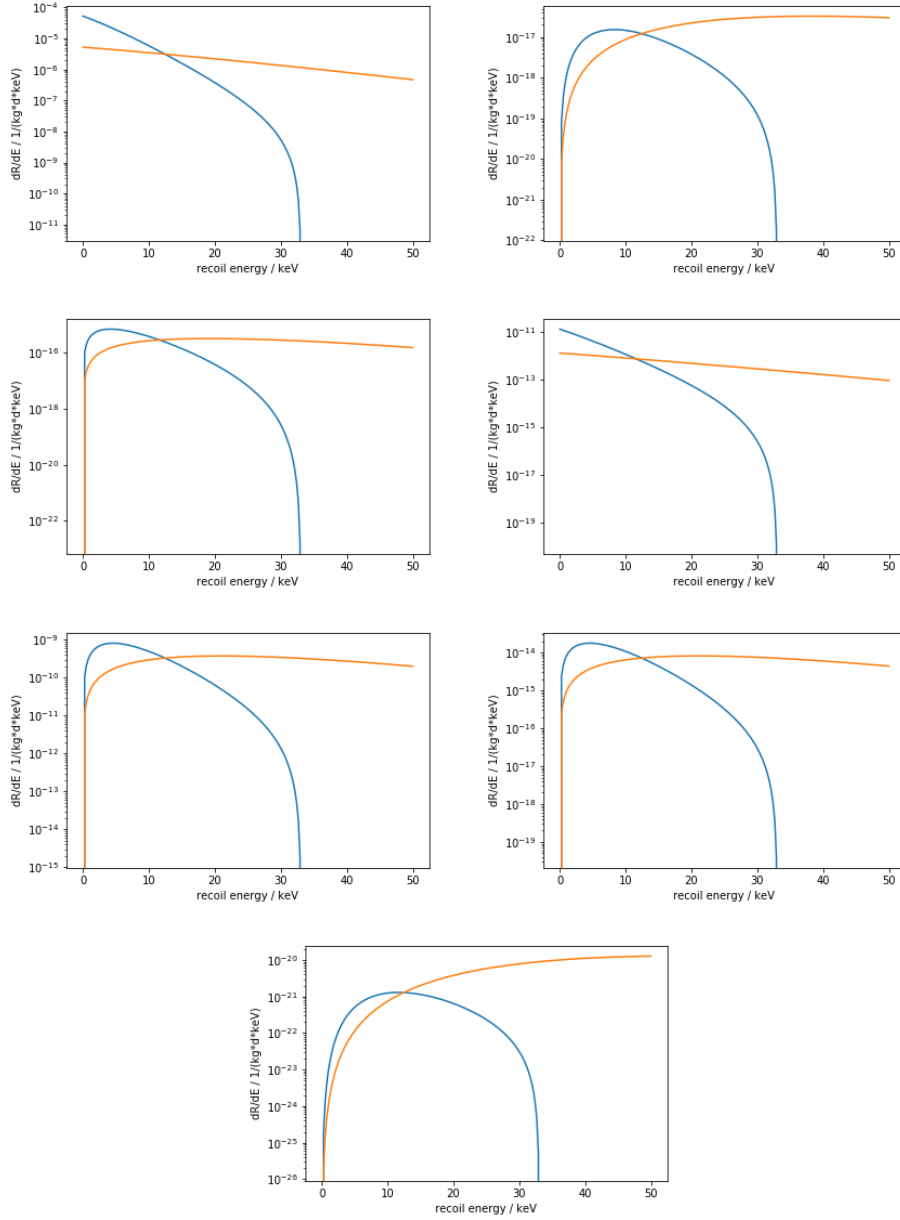 dR/dE / 1/(kg*d*keV)
10⁻⁴
10⁻⁵
10⁻⁶
10⁻⁷
10⁻⁸
10⁻⁹
10⁻¹⁰
10⁻¹¹
0 10 20 30 40 50
recoil energy / keV
dR/dE / 1/(kg*d*keV)
10⁻¹⁷
10⁻¹⁸
10⁻¹⁹
10⁻²⁰
10⁻²¹
10⁻²²
0 10 20 30 40 50
recoil energy / keV
dR/dE / 1/(kg*d*keV)
10⁻¹⁶
10⁻¹⁸
10⁻²⁰
10⁻²²
0 10 20 30 40 50
recoil energy / keV
dR/dE / 1/(kg*d*keV)
10⁻¹¹
10⁻¹³
10⁻¹⁵
10⁻¹⁷
10⁻¹⁹
0 10 20 30 40 50
recoil energy / keV
dR/dE / 1/(kg*d*keV)
10⁻⁹
10⁻¹⁰
10⁻¹¹
10⁻¹²
10⁻¹³
10⁻¹⁴
10⁻¹⁵
0 10 20 30 40 50
recoil energy / keV
dR/dE / 1/(kg*d*keV)
10⁻¹⁴
10⁻¹⁵
10⁻¹⁶
10⁻¹⁷
10⁻¹⁸
10⁻¹⁹
0 10 20 30 40 50
recoil energy / keV
dR/dE / 1/(kg*d*keV)
10⁻²⁰
10⁻²¹
10⁻²²
10⁻²³
10⁻²⁴
10⁻²⁵
10⁻²⁶
0 10 20 30 40 50
recoil energy / keV